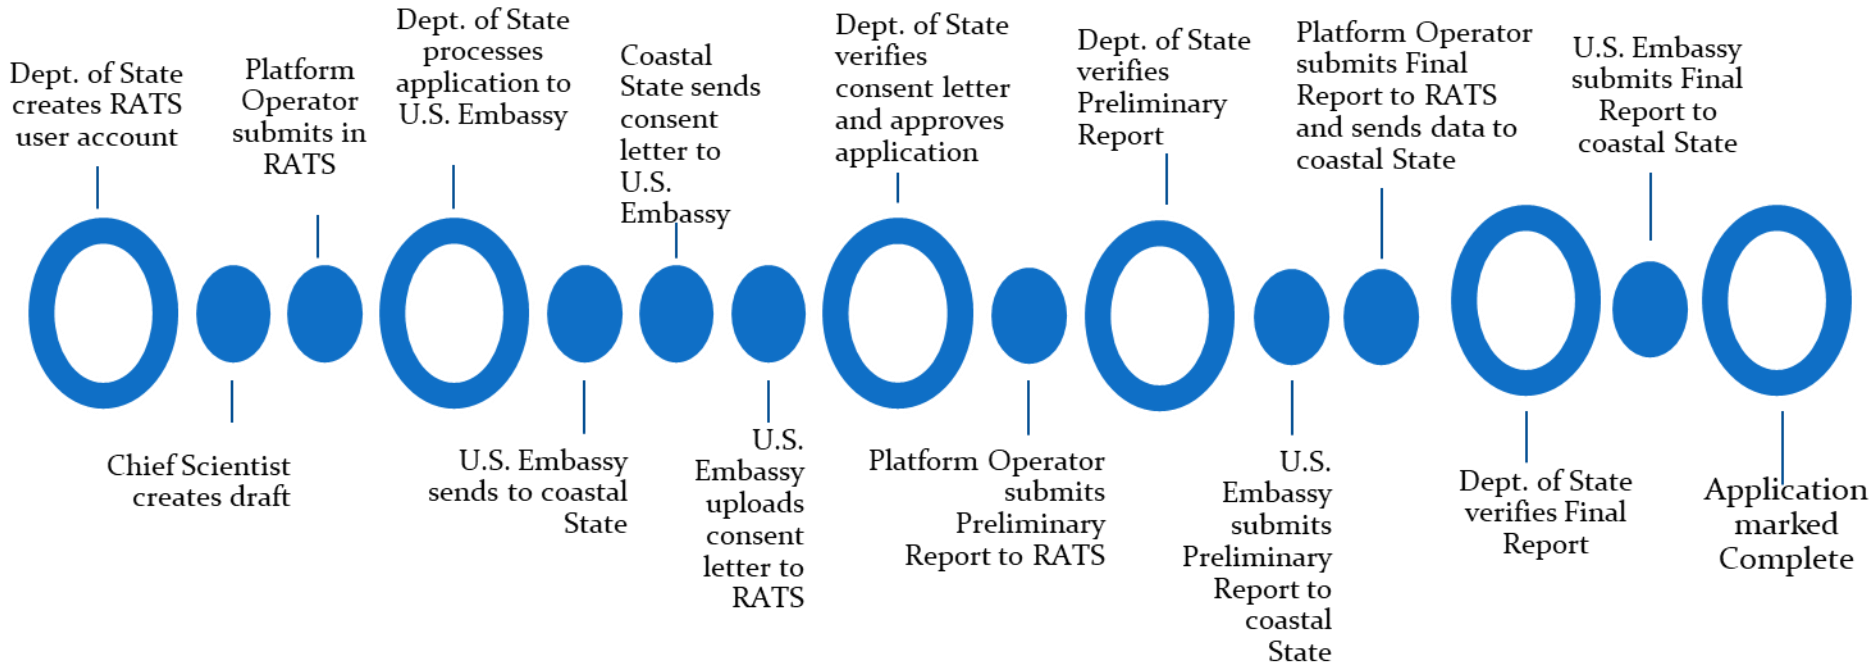 Dept. of State
creates RATS
user account
Chief Scientist
creates draft
Platform
Operator
submits in
RATS
Dept. of State
processes
application to
U.S. Embassy
U.S. Embassy
sends to coastal
State
Coastal
State sends
consent
letter to
U.S.
Embassy
U.S.
Embassy
uploads
consent
letter to
RATS
Dept. of State
verifies
consent letter
and approves
application
Platform Operator
submits
Preliminary
Report to RATS
Dept. of State
verifies
Preliminary
Report
U.S.
Embassy
submits
Preliminary
Report to
coastal
State
Platform Operator
submits Final
Report to RATS
and sends data to
coastal State
Dept. of State
verifies Final
Report
U.S. Embassy
submits Final
Report to
coastal State
Application
marked
Complete